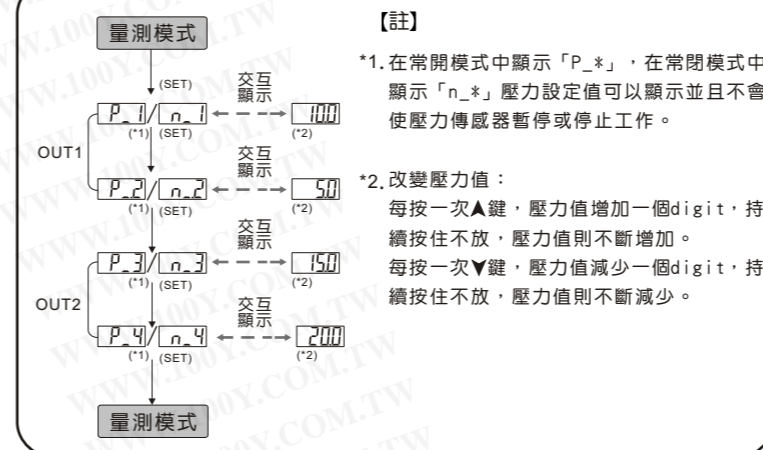 量測模式
(SET)
P_1/n_1 交互顯示 10.0
(*1) (SET) (*2)
OUT1
P_2/n_2 交互顯示 5.0
(*1) (SET) (*2)
P_3/n_3 交互顯示 15.0
(*1) (SET) (*2)
OUT2
P_4/n_4 交互顯示 20.0
(*1) (SET) (*2)
量測模式
【註】
*1.在常開模式中顯示「P_*」，在常閉模式中
顯示「n_*」壓力設定值可以顯示並且不會
使壓力傳感器暫停或停止工作。
*2.改變壓力值：
每按一次▲鍵，壓力值增加一個digit，持
續按住不放，壓力值則不斷增加。
每按一次▼鍵，壓力值減少一個digit，持
續按住不放，壓力值則不斷減少。
WWW.100Y.COM.TW